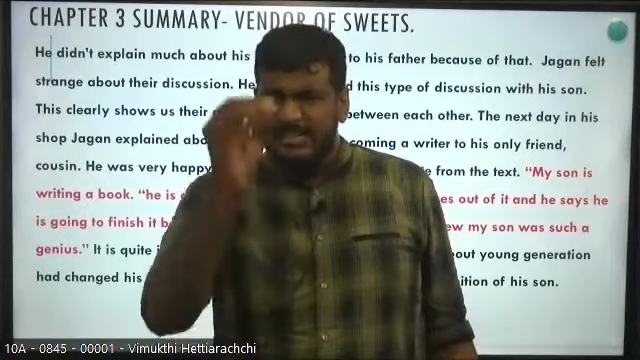 CHAPTER 3 SUMMARY- VENDOR OF SWEETS.
He didn't explain much about his to his father because of that. Jagan felt
strange about their discussion. He this type of discussion with his son.
This clearly shows us their between each other. The next day in his
shop Jagan explained coming a writer to his only friend,
cousin. He was very happy from the text. "My son is
writing a book. "he is out of it and he says he
is going to finish it my son was such a
genius." It is quite young generation
had changed his of his son.
10A - 0845 - 00001 - Vimukthi Hettiarachchi